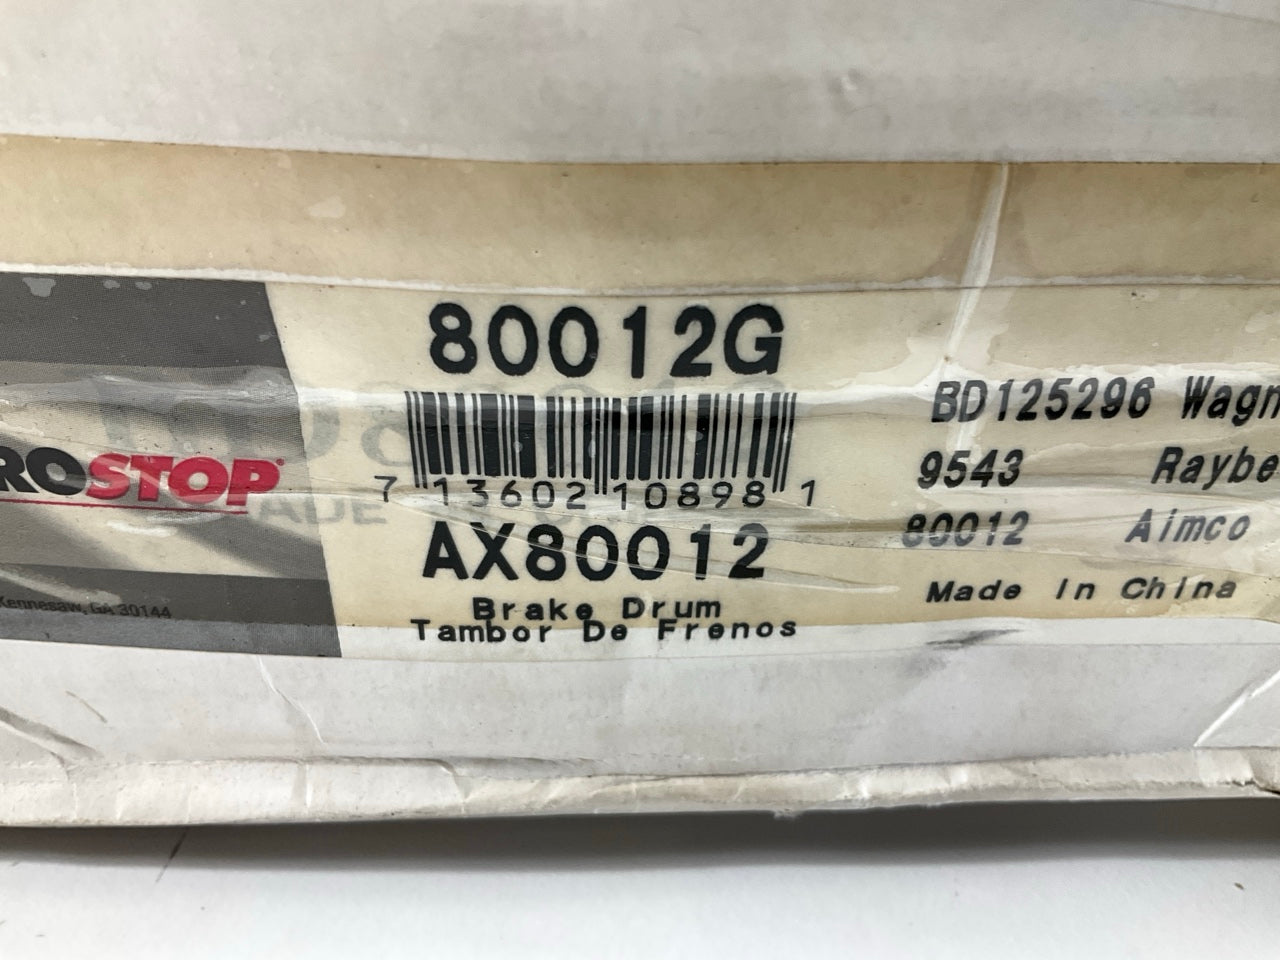 80012G
7 13602 10898 1
AX80012
Brake Drum
Tambor De Frenos
ROSTOP
Kennesaw, GA 30144
BD125296 Wagn
9543 Raybe
80012 Aimco
Made In China